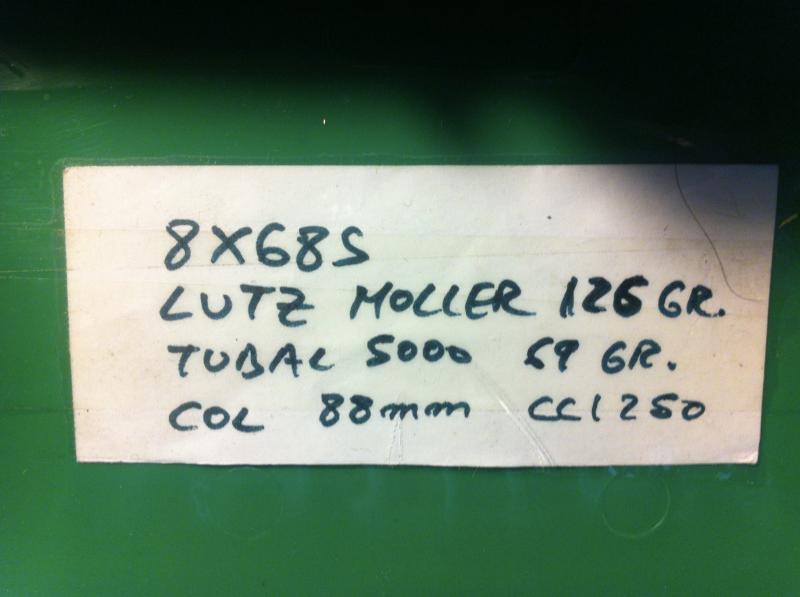 8X68S
LUTZ MOLLER 126 GR.
TUBAL 5000 59 GR.
COL 88mm CCI 250